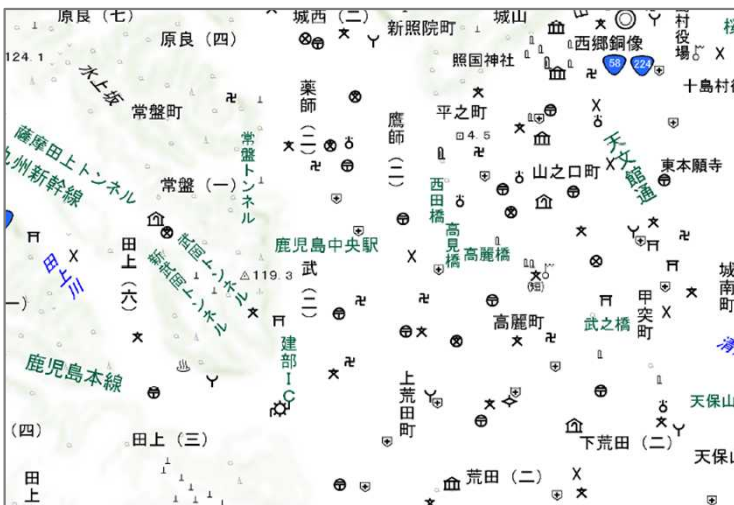 原良（七）
城西（二）
城山
原良（四）
新照院町
村役場
西郷銅像
照国神社
58
224
124.1
水上坂
十島村
薬師（二）
常盤町
平之町
鷹師（二）
4.5
薩摩田上トンネル
九州新幹線
常盤トンネル
天文館通
東本願寺
山之口町
常盤（一）
西田橋
高見橋
高麗橋
田上（六）
武岡トンネル
新武岡トンネル
鹿児島中央駅
田上川
119.3
武（二）
（短）
城南町
甲突町
高麗町
武之橋
建部IC
鹿児島本線
上荒田町
天保山
（四）
田上（三）
下荒田（二）
天保山
荒田（二）
田上